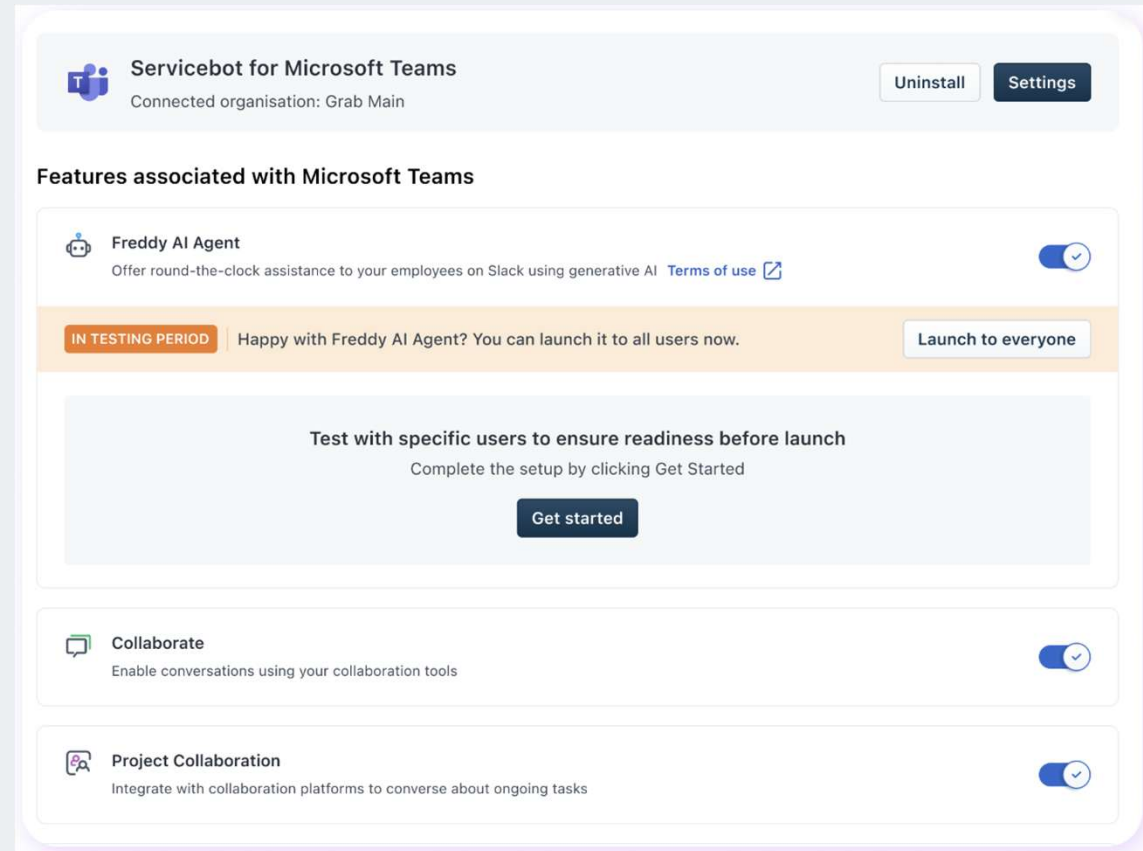 Servicebot for Microsoft Teams
Connected organisation: Grab Main
Uninstall
Settings
Features associated with Microsoft Teams
Freddy AI Agent
Offer round-the-clock assistance to your employees on Slack using generative AI Terms of use
IN TESTING PERIOD
Happy with Freddy AI Agent? You can launch it to all users now.
Launch to everyone
Test with specific users to ensure readiness before launch
Complete the setup by clicking Get Started
Get started
Collaborate
Enable conversations using your collaboration tools
Project Collaboration
Integrate with collaboration platforms to converse about ongoing tasks